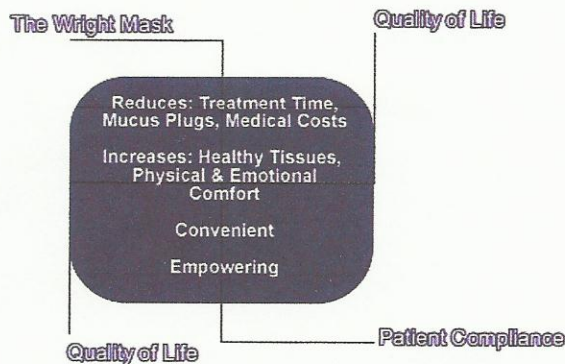 The Wright Mask
Quality of Life
Reduces: Treatment Time,
Mucus Plugs, Medical Costs
Increases: Healthy Tissues,
Physical & Emotional
Comfort
Convenient
Empowering
Patient Compliance
Quality of Life